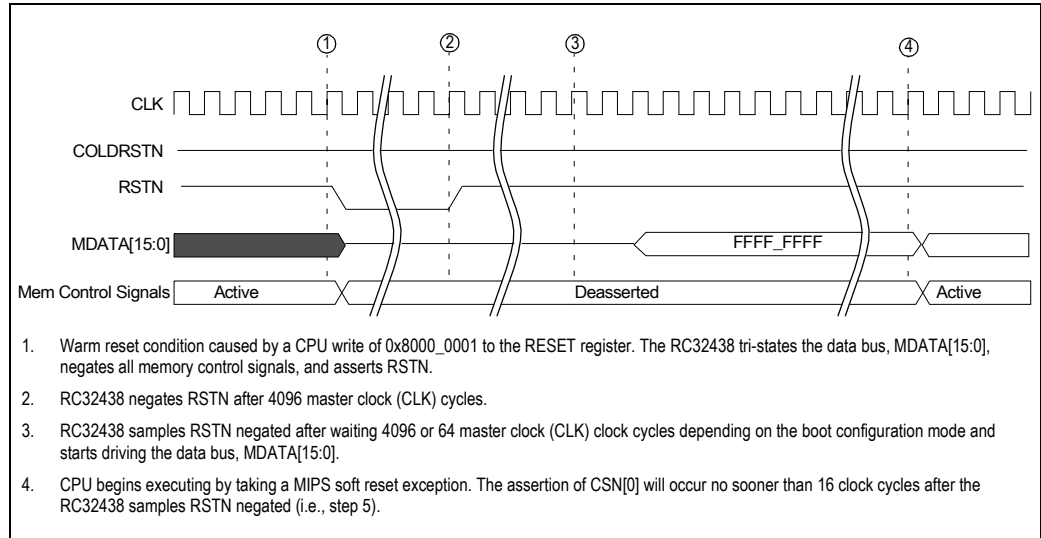 1 2 3 4
CLK
COLDRSTN
RSTN
MDATA[15:0] FFFF_FFFF
Mem Control Signals Active Deasserted Active
1. Warm reset condition caused by a CPU write of 0x8000_0001 to the RESET register. The RC32438 tri-states the data bus, MDATA[15:0],
negates all memory control signals, and asserts RSTN.
2. RC32438 negates RSTN after 4096 master clock (CLK) cycles.
3. RC32438 samples RSTN negated after waiting 4096 or 64 master clock (CLK) clock cycles depending on the boot configuration mode and
starts driving the data bus, MDATA[15:0].
4. CPU begins executing by taking a MIPS soft reset exception. The assertion of CSN[0] will occur no sooner than 16 clock cycles after the
RC32438 samples RSTN negated (i.e., step 5).